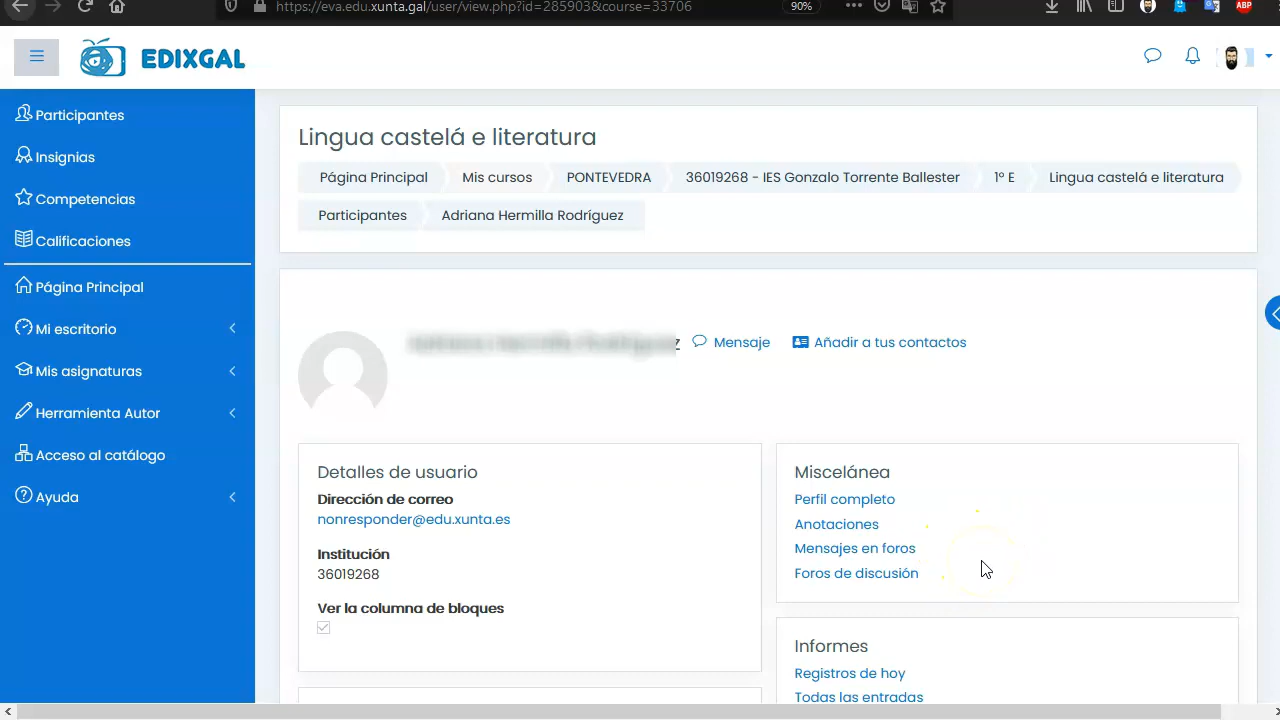 https://eva.edu.xunta.gal/user/view.php?id=285903&course=33706
90%
ABP
EDIXGAL
Participantes
Insignias
Competencias
Calificaciones
Página Principal
Mi escritorio
Mis asignaturas
Herramienta Autor
Acceso al catálogo
Ayuda
Lingua castelá e literatura
Página Principal Mis cursos PONTEVEDRA 36019268 - IES Gonzalo Torrente Ballester 1º E Lingua castelá e literatura
Participantes Adriana Hermilla Rodríguez
Mensaje Añadir a tus contactos
Detalles de usuario
Dirección de correo
nonresponder@edu.xunta.es
Institución
36019268
Ver la columna de bloques
Miscelánea
Perfil completo
Anotaciones
Mensajes en foros
Foros de discusión
Informes
Registros de hoy
Todas las entradas